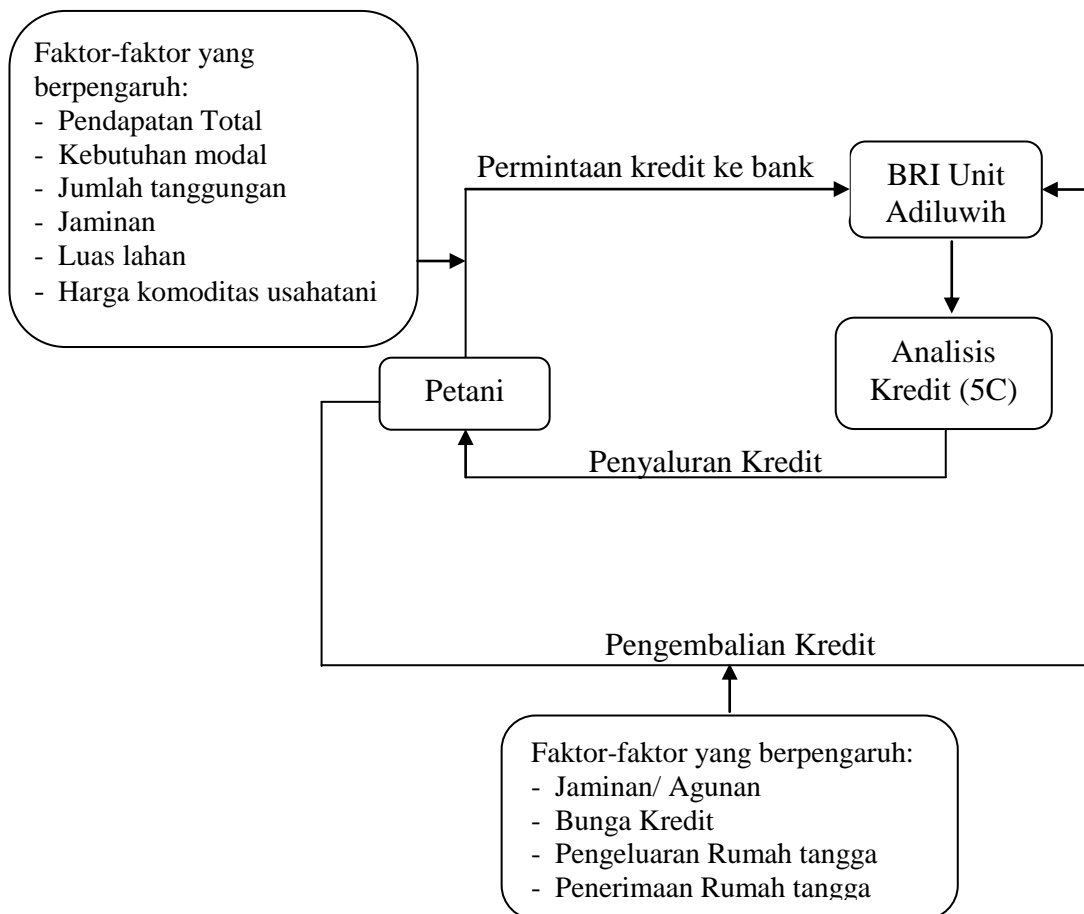 Faktor-faktor yang
berpengaruh:
- Pendapatan Total
- Kebutuhan modal
- Jumlah tanggungan
- Jaminan
- Luas lahan
- Harga komoditas usahatani
Permintaan kredit ke bank
BRI Unit
Adiluwih
Analisis
Kredit (5C)
Petani
Penyaluran Kredit
Pengembalian Kredit
Faktor-faktor yang berpengaruh:
- Jaminan/ Agunan
- Bunga Kredit
- Pengeluaran Rumah tangga
- Penerimaan Rumah tangga